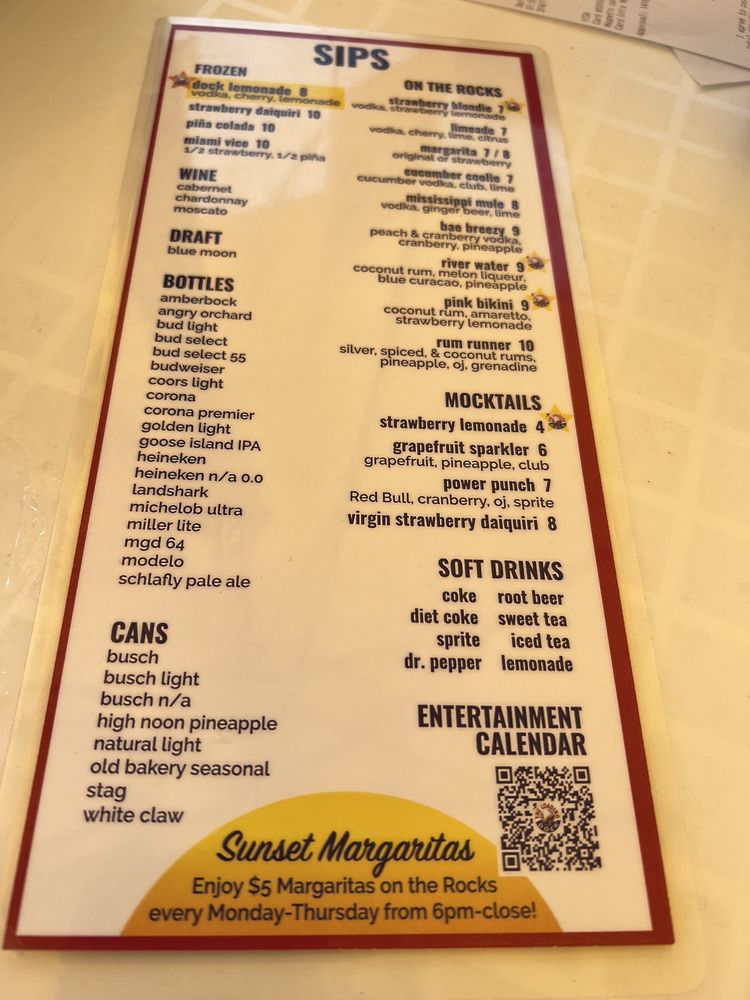 SIPS
FROZEN
dock lemonade 8
vodka, cherry, lemonade
strawberry daiquiri 10
piña colada 10
miami vice 10
1/2 strawberry, 1/2 piña
WINE
cabernet
chardonnay
moscato
DRAFT
blue moon
BOTTLES
amberbock
angry orchard
bud light
bud select
bud select 55
budweiser
coors light
corona
corona premier
golden light
goose island IPA
heineken
heineken n/a 0.0
landshark
michelob ultra
miller lite
mgd 64
modelo
schlafly pale ale
CANS
busch
busch light
busch n/a
high noon pineapple
natural light
old bakery seasonal
stag
white claw
ON THE ROCKS
strawberry blondie 7
vodka, strawberry lemonade
limeade 7
vodka, cherry, lime, citrus
margarita 7 / 8
original or strawberry
cucumber coolie 7
cucumber vodka, club, lime
mississippi mule 8
vodka, ginger beer, lime
bae breezy 9
peach & cranberry vodka,
cranberry, pineapple
river water 9
coconut rum, melon liqueur,
blue curacao, pineapple
pink bikini 9
coconut rum, amaretto,
strawberry lemonade
rum runner 10
silver, spiced, & coconut rums,
pineapple, oj, grenadine
MOCKTAILS
strawberry lemonade 4
grapefruit sparkler 6
grapefruit, pineapple, club
power punch 7
Red Bull, cranberry, oj, sprite
virgin strawberry daiquiri 8
SOFT DRINKS
coke root beer
diet coke sweet tea
sprite iced tea
dr. pepper lemonade
ENTERTAINMENT
CALENDAR
Sunset Margaritas
Enjoy $5 Margaritas on the Rocks
every Monday-Thursday from 6pm-close!